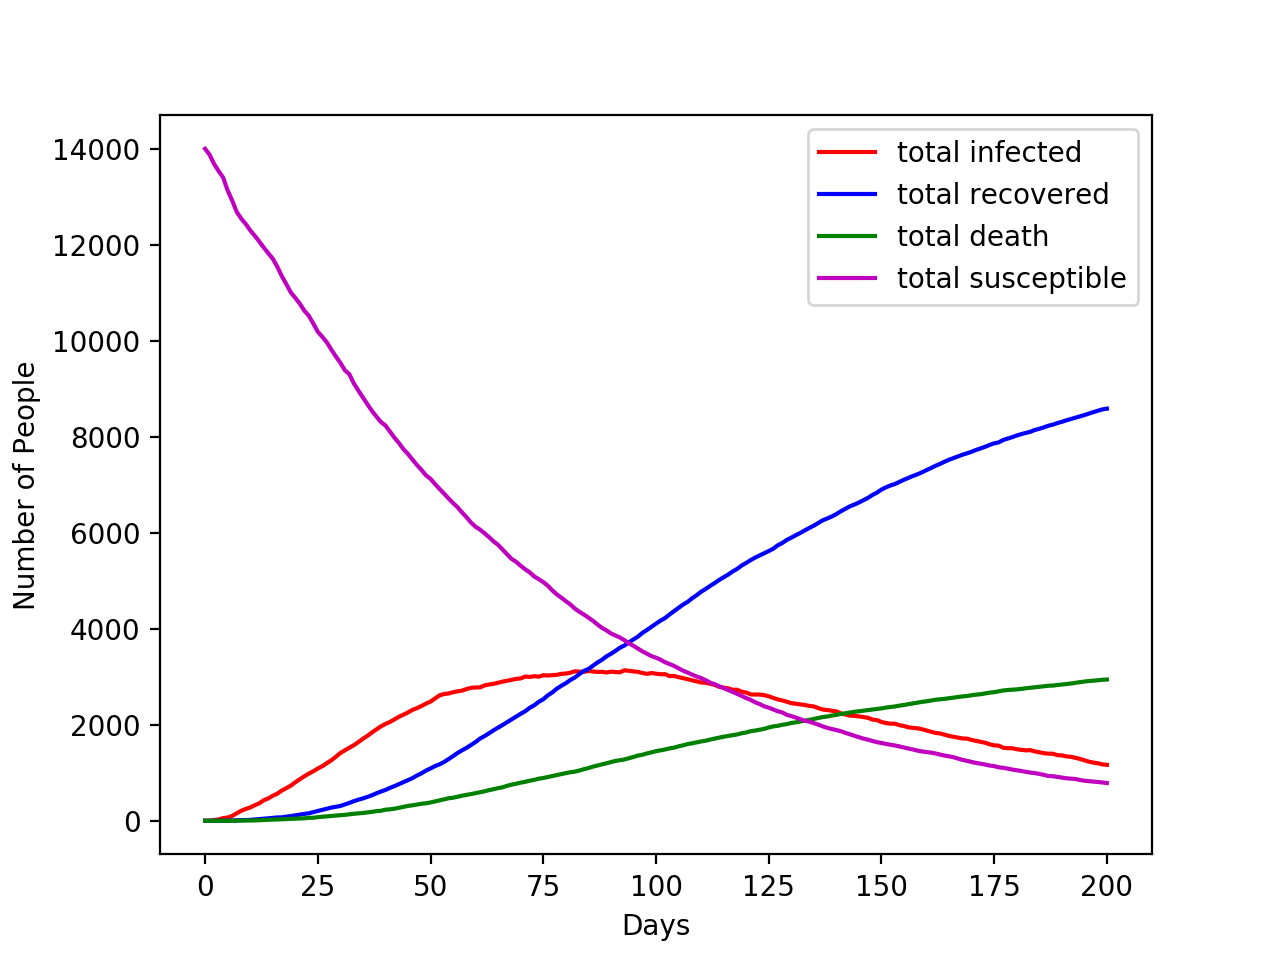 14000
12000
10000
8000
6000
4000
2000
0
Number of People
total infected
total recovered
total death
total susceptible
0 25 50 75 100 125 150 175 200
Days